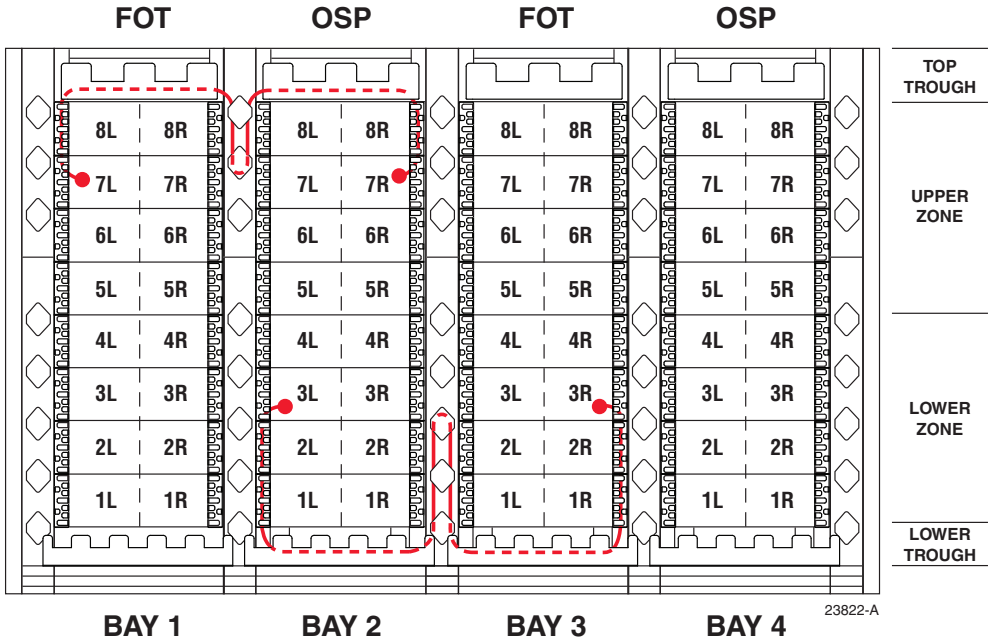 FOT OSP FOT OSP
TOP
TROUGH
8L 8R 8L 8R 8L 8R 8L 8R
7L 7R 7L 7R 7L 7R 7L 7R
UPPER
ZONE
6L 6R 6L 6R 6L 6R 6L 6R
5L 5R 5L 5R 5L 5R 5L 5R
4L 4R 4L 4R 4L 4R 4L 4R
3L 3R 3L 3R 3L 3R 3L 3R
LOWER
ZONE
2L 2R 2L 2R 2L 2R 2L 2R
1L 1R 1L 1R 1L 1R 1L 1R
LOWER
TROUGH
23822-A
BAY 1 BAY 2 BAY 3 BAY 4